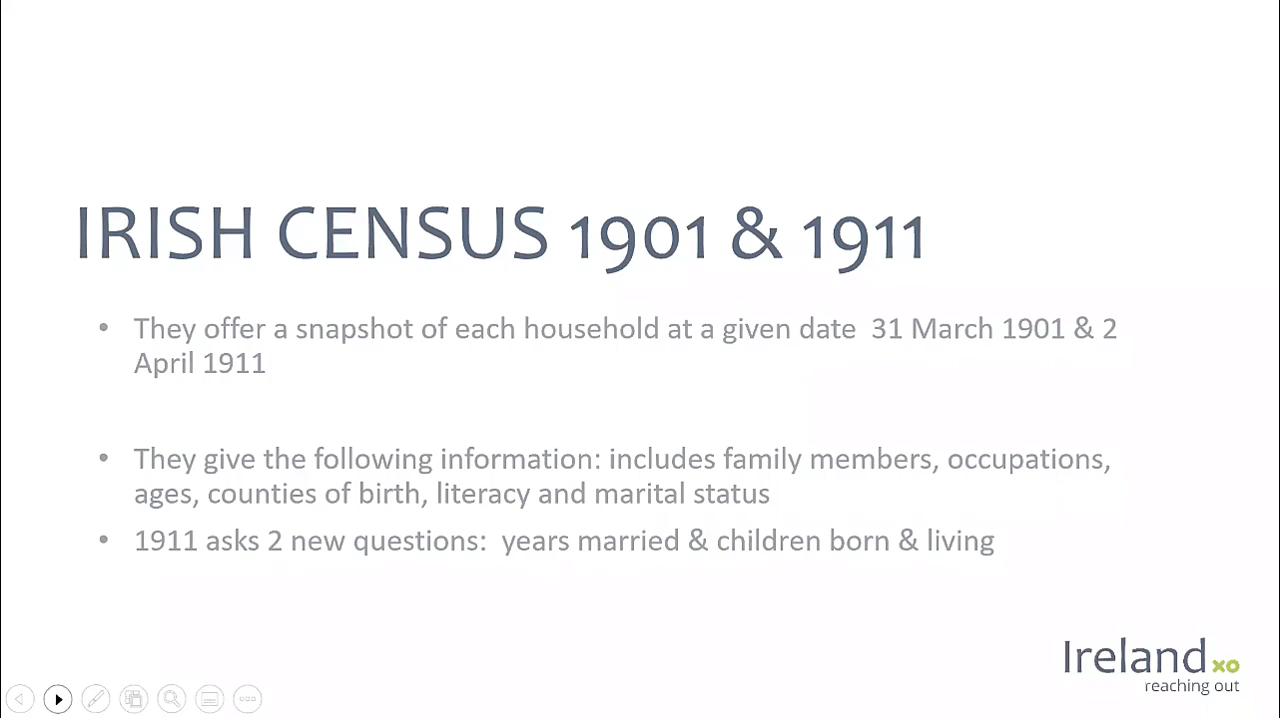 IRISH CENSUS 1901 & 1911
• They offer a snapshot of each household at a given date  31 March 1901 & 2
April 1911
• They give the following information: includes family members, occupations,
ages, counties of birth, literacy and marital status
• 1911 asks 2 new questions:  years married & children born & living
Ireland xo
reaching out